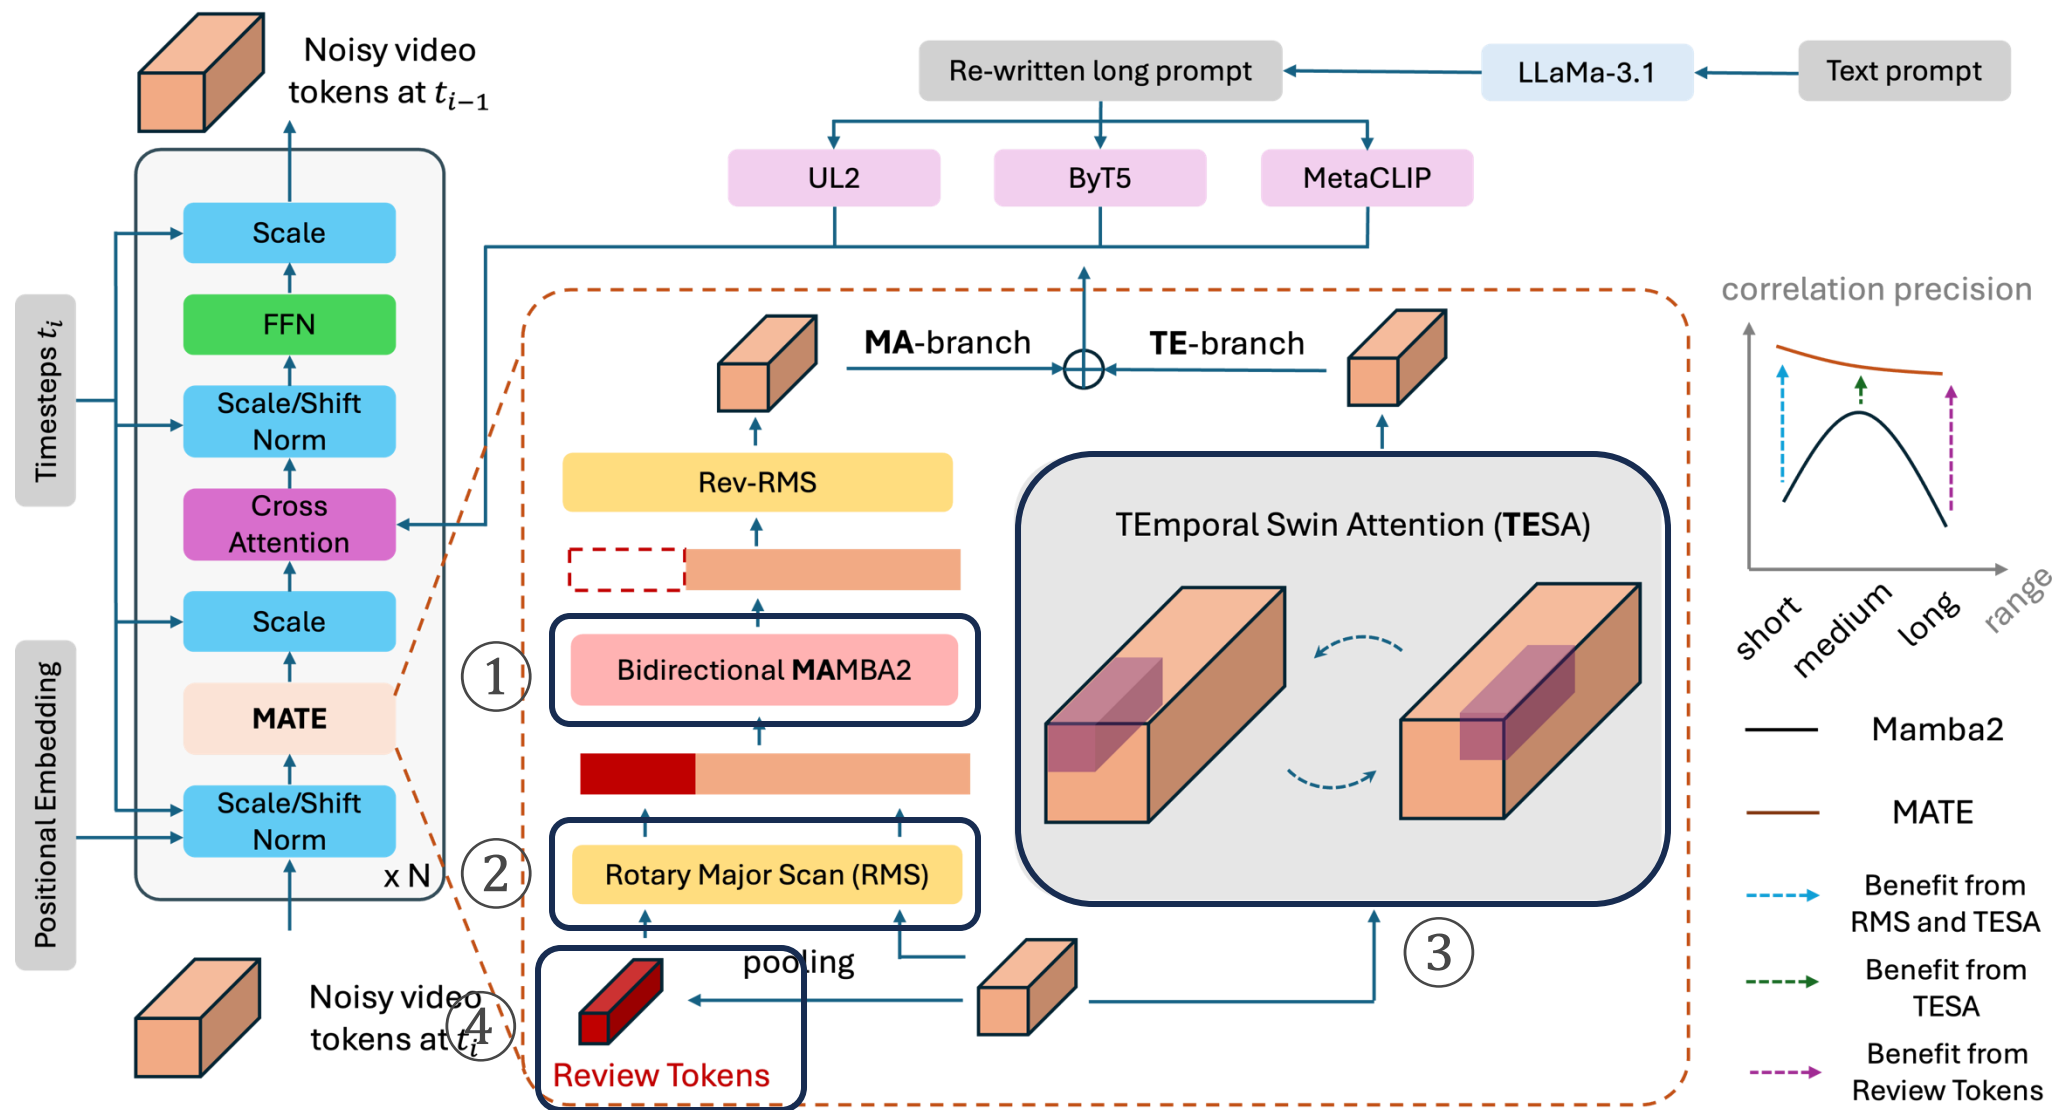 Noisy video
tokens at t_{i−1}
Re-written long prompt
LLaMa-3.1
Text prompt
UL2
ByT5
MetaCLIP
Timesteps t_i
Positional Embedding
Scale
FFN
Scale/Shift
Norm
Cross
Attention
Scale
MATE
Scale/Shift
Norm
x N
Noisy video
tokens at t_i
MA-branch
TE-branch
Rev-RMS
①
Bidirectional MAMBA2
②
Rotary Major Scan (RMS)
pooling
④
Review Tokens
TEmporal Swin Attention (TESA)
③
correlation precision
short
medium
long
range
Mamba2
MATE
Benefit from
RMS and TESA
Benefit from
TESA
Benefit from
Review Tokens